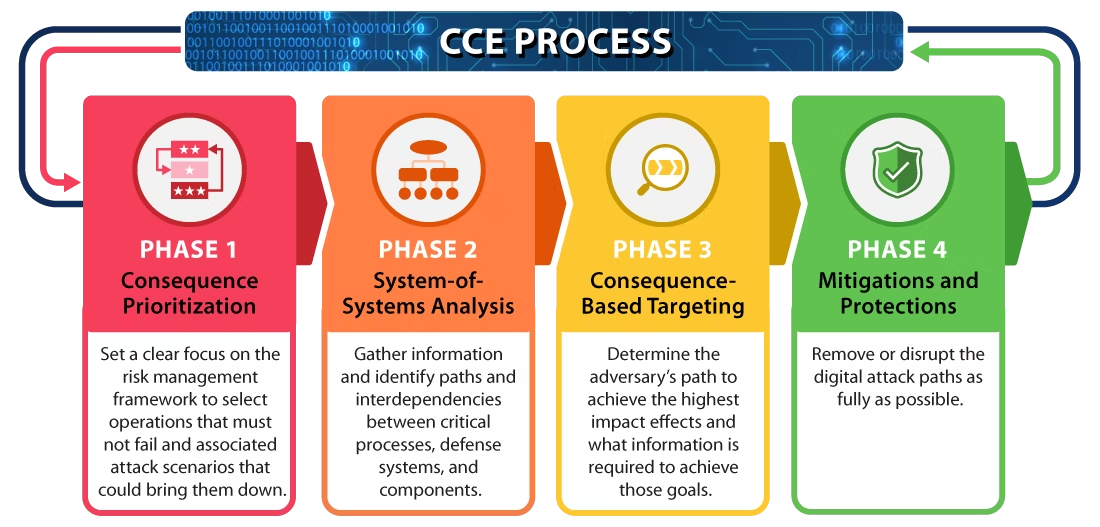 10100100110101001001010
010100101010010010101001010
00110010011101010010010101010
1100100111010100100101
CCE PROCESS
PHASE 1
Consequence
Prioritization
Set a clear focus on the
risk management
framework to select
operations that must
not fail and associated
attack scenarios that
could bring them down.
PHASE 2
System-of-
Systems Analysis
Gather information
and identify paths and
interdependencies
between critical
processes, defense
systems, and
components.
PHASE 3
Consequence-
Based Targeting
Determine the
adversary’s path to
achieve the highest
impact effects and
what information is
required to achieve
those goals.
PHASE 4
Mitigations and
Protections
Remove or disrupt the
digital attack paths as
fully as possible.